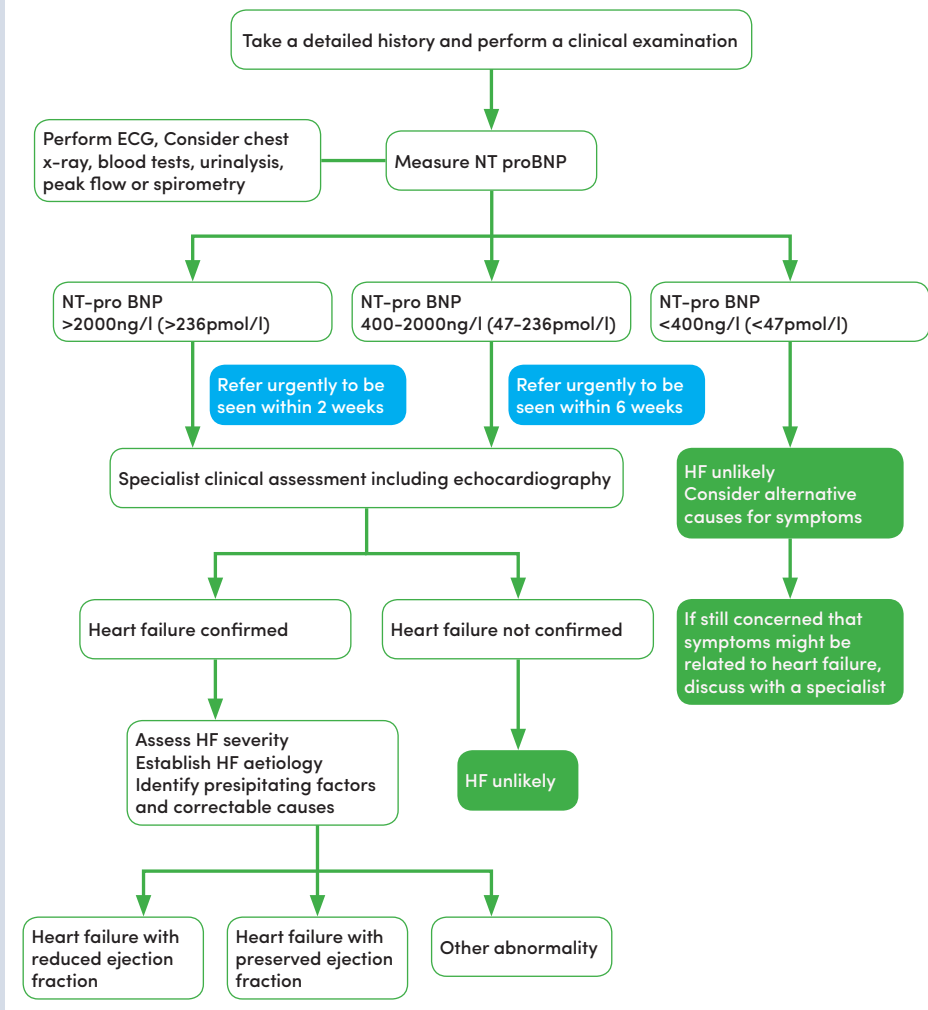 Take a detailed history and perform a clinical examination
Perform ECG, Consider chest
x-ray, blood tests, urinalysis,
peak flow or spirometry
Measure NT proBNP
NT-pro BNP
>2000ng/l (>236pmol/l)
NT-pro BNP
400-2000ng/l (47-236pmol/l)
NT-pro BNP
<400ng/l (<47pmol/l)
Refer urgently to be
seen within 2 weeks
Refer urgently to be
seen within 6 weeks
Specialist clinical assessment including echocardiography
HF unlikely
Consider alternative
causes for symptoms
Heart failure confirmed
Heart failure not confirmed
If still concerned that
symptoms might be
related to heart failure,
discuss with a specialist
Assess HF severity
Establish HF aetiology
Identify presipitating factors
and correctable causes
HF unlikely
Heart failure with
reduced ejection
fraction
Heart failure with
preserved ejection
fraction
Other abnormality